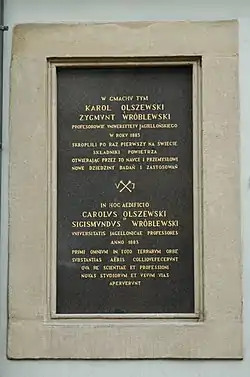 W GMACHU TYM
KAROL OLSZEWSKI
ZYGMUNT WRÓBLEWSKI
PROFESOROWIE UNIWERSYTETU JAGIELLOŃSKIEGO
W ROKU 1883
SKROPLILI PO RAZ PIERWSZY NA ŚWIECIE
SKŁADNIKI POWIETRZA
OTWIERAJĄC PRZEZ TO NAUCE I PRZEMYSŁOWI
NOWE DZIEDZINY BADAŃ I ZASTOSOWAŃ
IN HOC AEDIFICIO
CAROLVS OLSZEWSKI
SIGISMVNDVS WRÓBLEWSKI
VNIVERSITATIS JAGELLONICAE PROFESSORES
ANNO 1883
PRIMI OMNIVM IN TOTO TERRARVM ORBE
SVBSTANTIAS AËRIS COLLIQVEFECERVNT
QVA RE SCIENTIAE ET PROFESSIONI
NOVAS STVDIORVM ET VSVVM VIAS
APERVERVNT